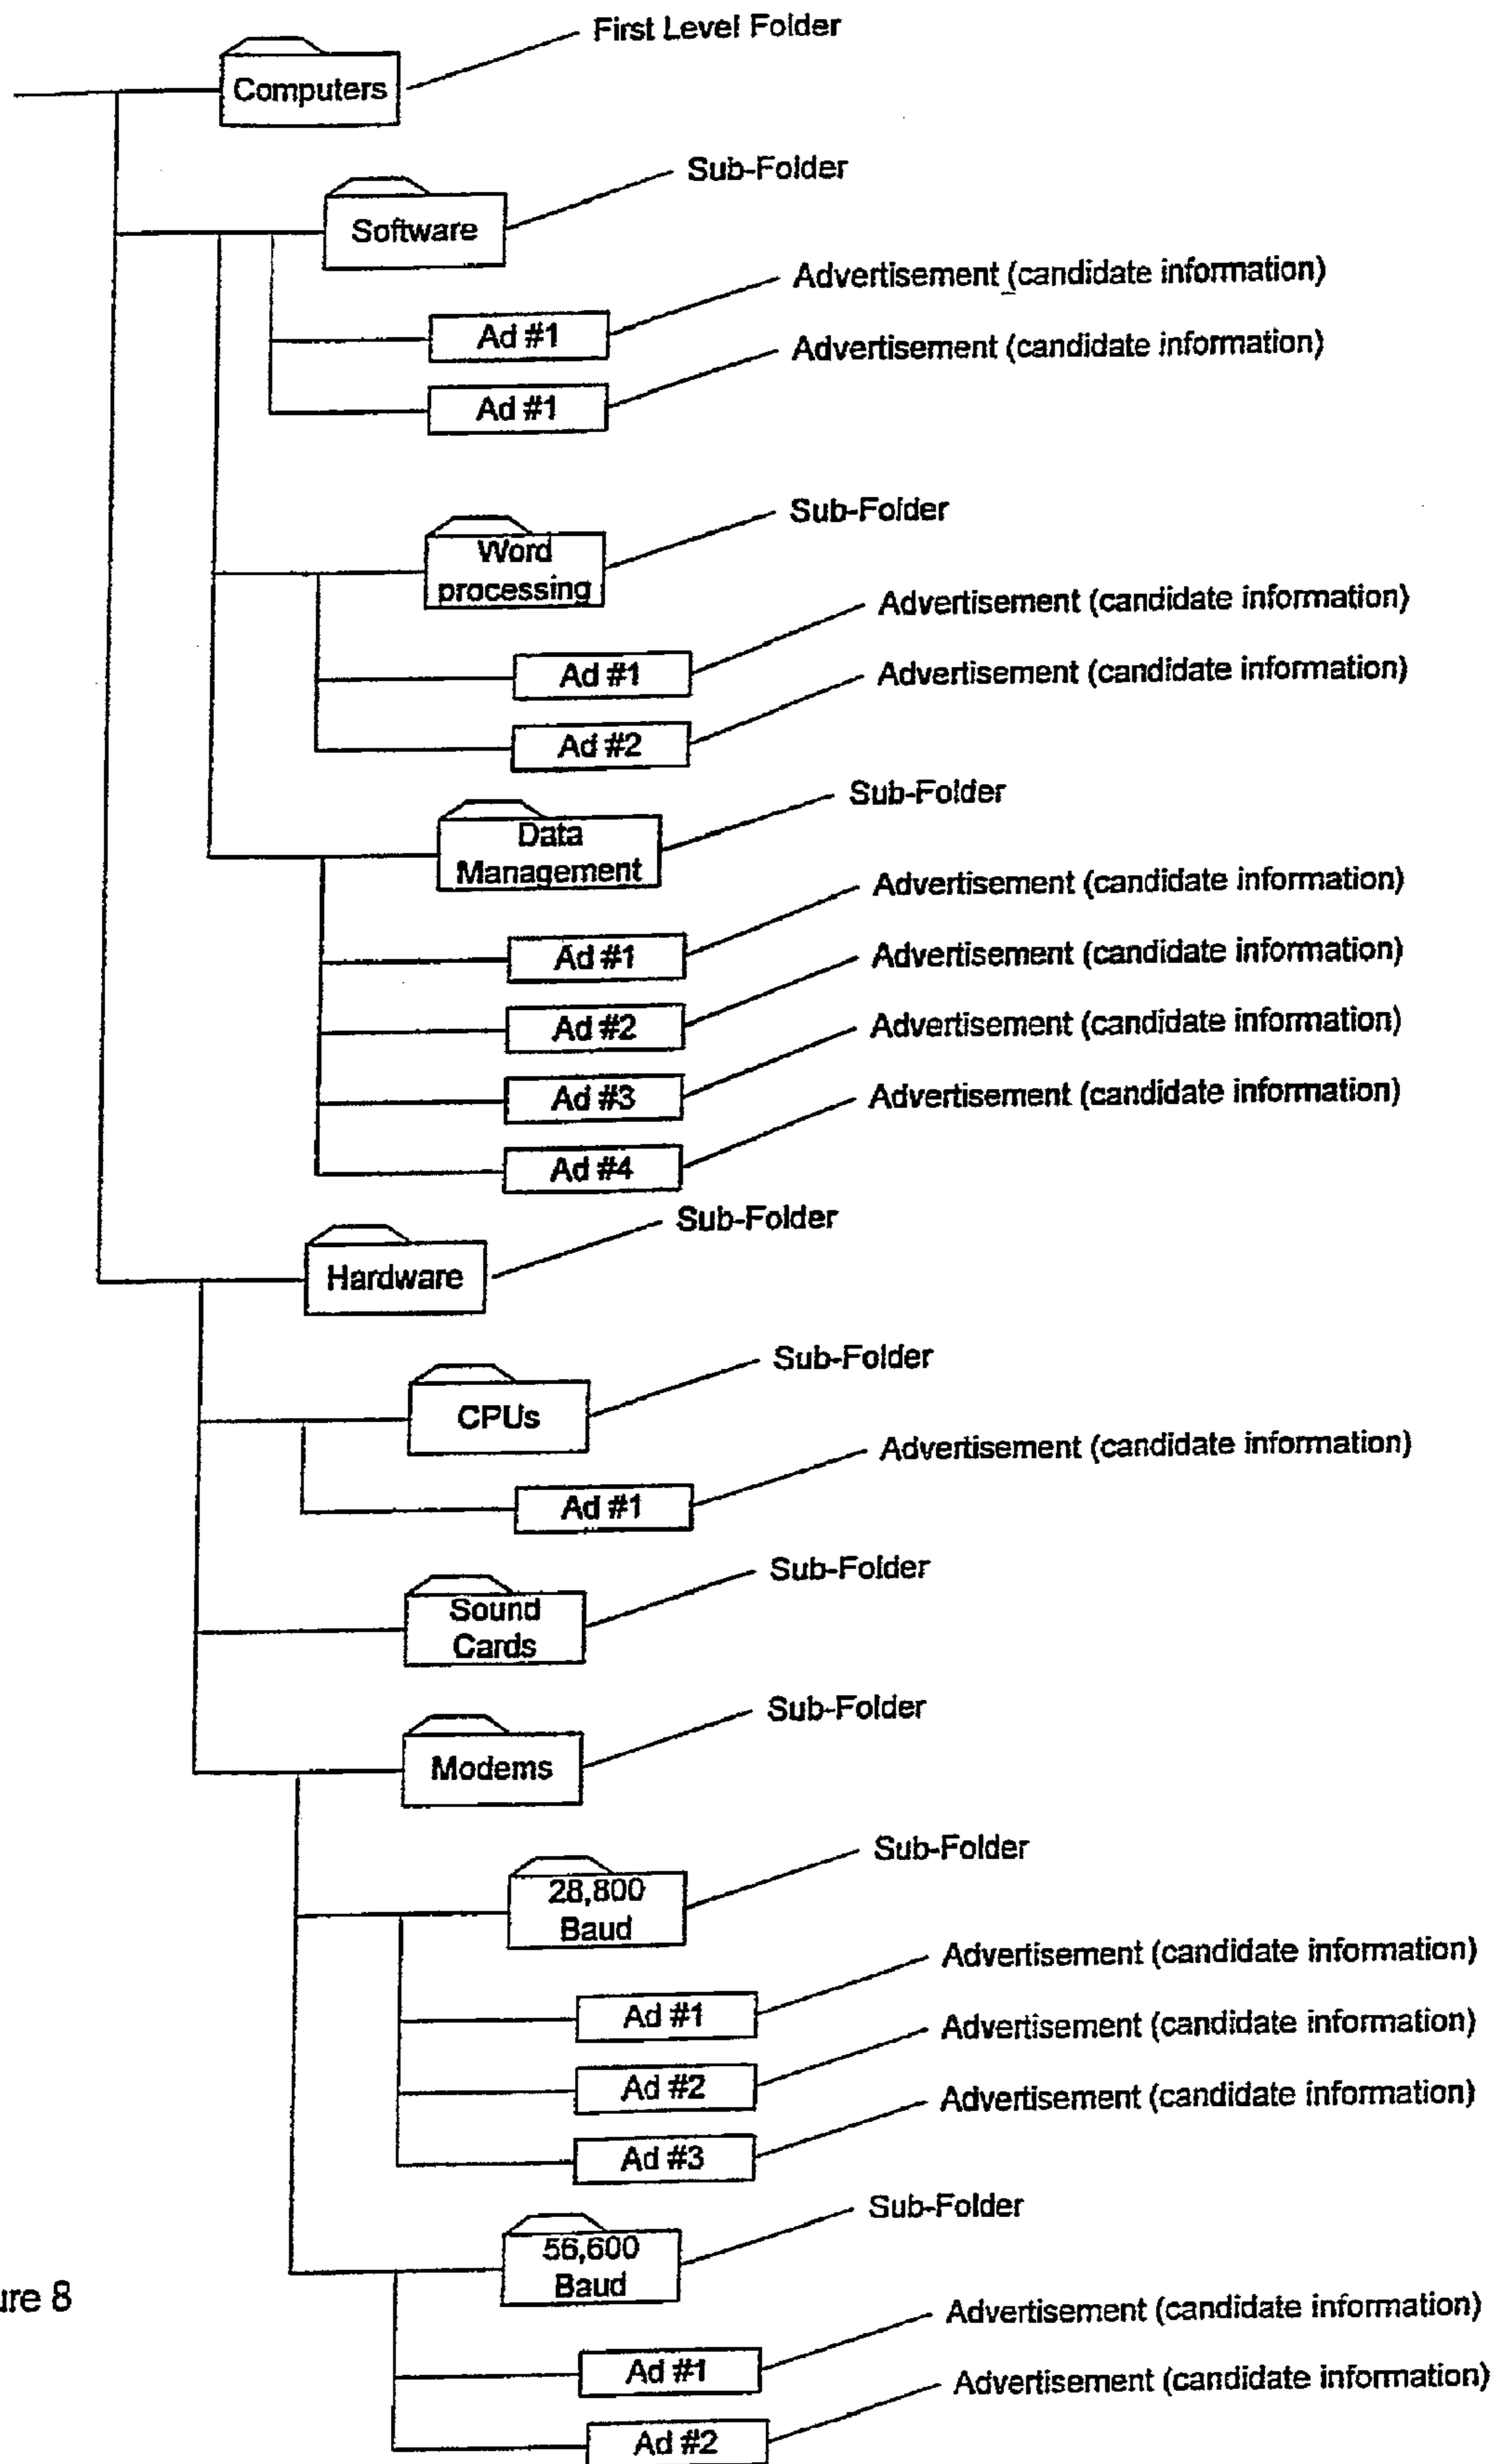 First Level Folder
Computers
Sub-Folder
Software
Advertisement (candidate information)
Ad #1
Advertisement (candidate information)
Ad #1
Sub-Folder
Word
processing
Advertisement (candidate information)
Ad #1
Advertisement (candidate information)
Ad #2
Sub-Folder
Data
Management
Advertisement (candidate information)
Ad #1
Advertisement (candidate information)
Ad #2
Advertisement (candidate information)
Ad #3
Advertisement (candidate information)
Ad #4
Sub-Folder
Hardware
Sub-Folder
CPUs
Advertisement (candidate information)
Ad #1
Sub-Folder
Sound
Cards
Sub-Folder
Modems
Sub-Folder
28,800
Baud
Advertisement (candidate information)
Ad #1
Advertisement (candidate information)
Ad #2
Advertisement (candidate information)
Ad #3
Sub-Folder
56,600
Baud
ure 8
Advertisement (candidate information)
Ad #1
Advertisement (candidate information)
Ad #2